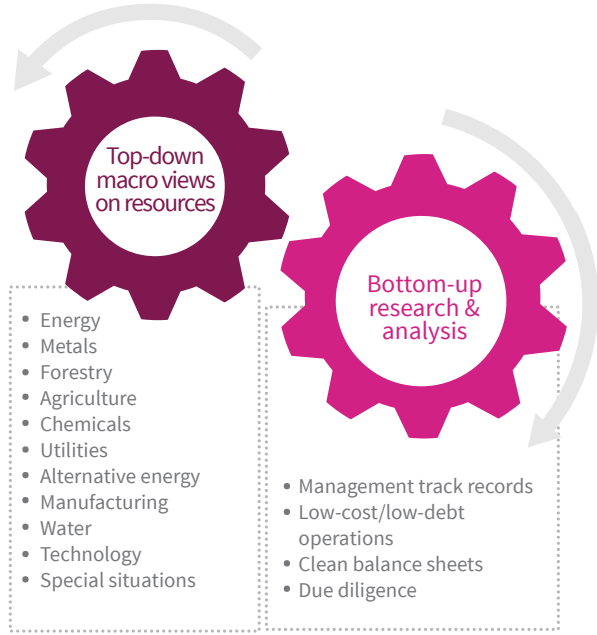 Top-down
macro views
on resources
• Energy
• Metals
• Forestry
• Agriculture
• Chemicals
• Utilities
• Alternative energy
• Manufacturing
• Water
• Technology
• Special situations
Bottom-up
research &
analysis
• Management track records
• Low-cost/low-debt
operations
• Clean balance sheets
• Due diligence